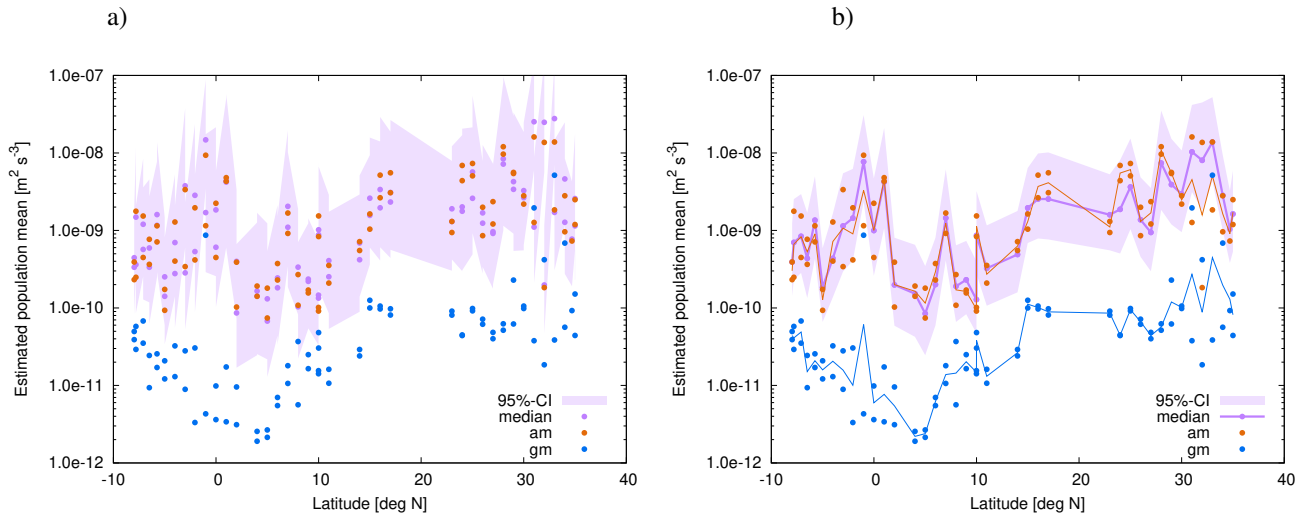 a)
Estimated population mean [m² s⁻³]
1.0e-07
1.0e-08
1.0e-09
1.0e-10
1.0e-11
1.0e-12
95%-CI
median
am
gm
-10
0
10
20
30
40
Latitude [deg N]
b)
Estimated population mean [m² s⁻³]
1.0e-07
1.0e-08
1.0e-09
1.0e-10
1.0e-11
1.0e-12
95%-CI
median
am
gm
-10
0
10
20
30
40
Latitude [deg N]